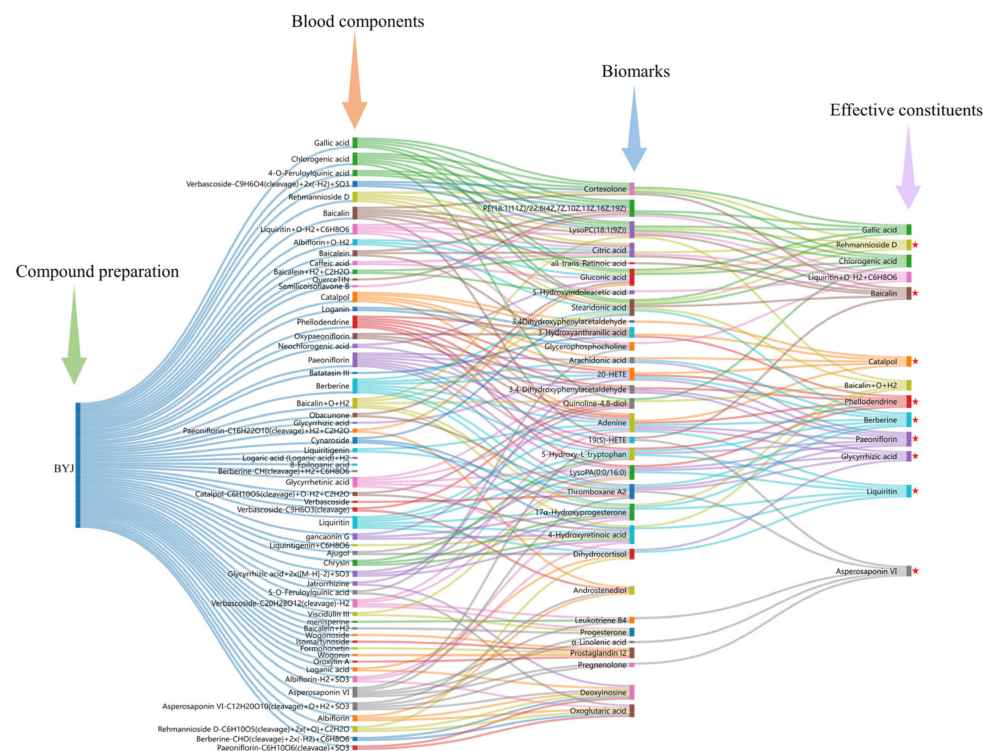 Blood components
Biomarks
Effective constituents
Compound preparation
BYJ
Gallic acid
Chlorogenic acid
4-O-Feruloylquinic acid
Verbascoside-C9H6O4(cleavage)+2x(-H2)+SO3
Rehmannioside D
Baicalin
Liquiritin+O-H2+C6H8O6
Albiflorin+O-H2
Baicalein
Caffeic acid
Baicalein+H2+C2H2O
QuerceTIN
Semilicoisoflavone B
Catalpol
Loganin
Phellodendrine
Oxypaeoniflorin
Neochlorogenic acid
Paeoniflorin
Batatasin III
Berberine
Baicalin+O+H2
Obacunone
Glycyrrhizic acid
Paeoniflorin-C16H22O10(cleavage)+H2+C2H2O
Cynaroside
Liquiritigenin
Logaric acid (Loganic acid)+H2
8-Epiloganic acid
Berberine-CH(cleavage)+H2+C6H8O6
Glycyrrhetinic acid
Catalpol-C6H10O5(cleavage)+O-H2+C2H2O
Verbascoside
Verbascoside-C9H6O3(cleavage)
Liquiritin
gancaonin G
Liquiritigenin+C6H8O6
Ajugol
Chrysin
Glycyrrhizic acid+2x([M-H]-2)+SO3
Jatrorrhizine
5-O-Feruloylquinic acid
Verbascoside-C20H28O12(cleavage)-H2
Viscidulin III
menisperine
Baicalein+H2
Wogonoside
Isomartynoside
Formononetin
Wogonin
Oroxylin A
Loganic acid
Albiflorin-H2+SO3
Asperosaponin VI
Asperosaponin VI-C12H20O10(cleavage)+O+H2+SO3
Albiflorin
Rehmannioside D-C6H10O5(cleavage)+2x(+O)+C2H2O
Berberine-CHO(cleavage)+2x(-H2)+C6H8O6
Paeoniflorin-C6H10O6(cleavage)+SO3
Cortexolone
PE(18:1(11Z)/22:6(4Z,7Z,10Z,13Z,16Z,19Z)
LysoPC(18:1(9Z))
Citric acid
all-trans-Retinoic acid
Gluconic acid
5-Hydroxyindoleacetic acid
Stearidonic acid
3,4Dihydroxyphenylacetaldehyde
3-Hydroxyanthranilic acid
Glycerophosphocholine
Arachidonic acid
20-HETE
3,4-Dihydroxyphenylacetaldehyde
Quinoline-4,8-diol
Adenine
19(S)-HETE
5-Hydroxy-L-tryptophan
LysoPA(0:0/16:0)
Thromboxane A2
17α-Hydroxyprogesterone
4-Hydroxyretinoic acid
Dihydrocortisol
Androstenediol
Leukotriene B4
Progesterone
α-Linolenic acid
Prostaglandin I2
Pregnenolone
Deoxyinosine
Oxoglutaric acid
Gallic acid
Rehmannioside D
Chlorogenic acid
Liquiritin+O-H2+C6H8O6
Baicalin
Catalpol
Baicalin+O+H2
Phellodendrine
Berberine
Paeoniflorin
Glycyrrhizic acid
Liquiritin
Asperosaponin VI